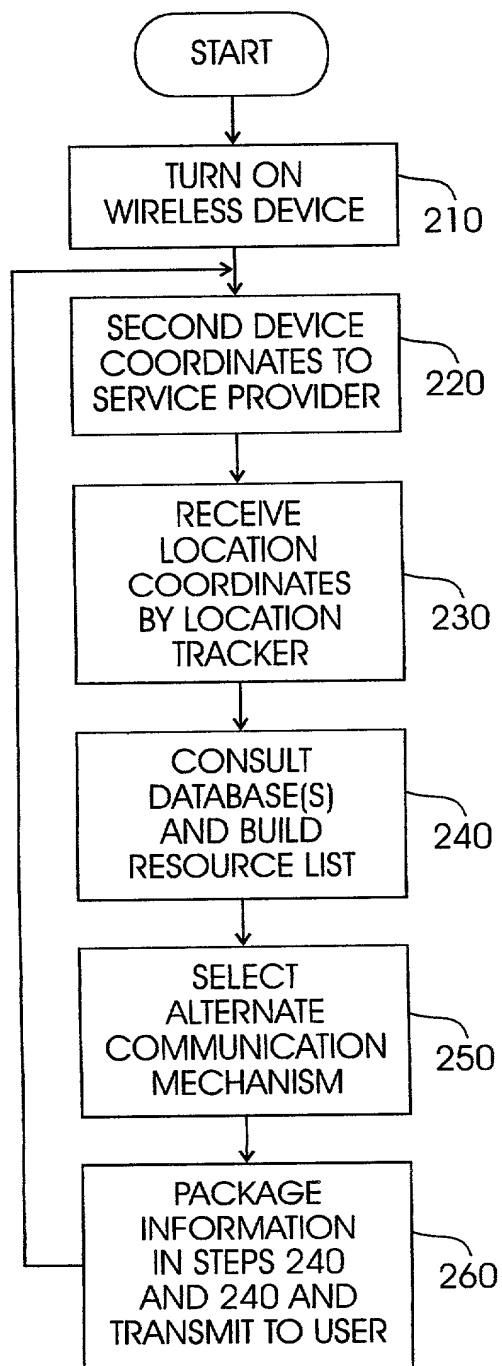 START
TURN ON
WIRELESS DEVICE
210
SECOND DEVICE
COORDINATES TO
SERVICE PROVIDER
220
RECEIVE
LOCATION
COORDINATES
BY LOCATION
TRACKER
230
CONSULT
DATABASE(S)
AND BUILD
RESOURCE LIST
240
SELECT
ALTERNATE
COMMUNICATION
MECHANISM
250
PACKAGE
INFORMATION
IN STEPS 240
AND 240 AND
TRANSMIT TO USER
260